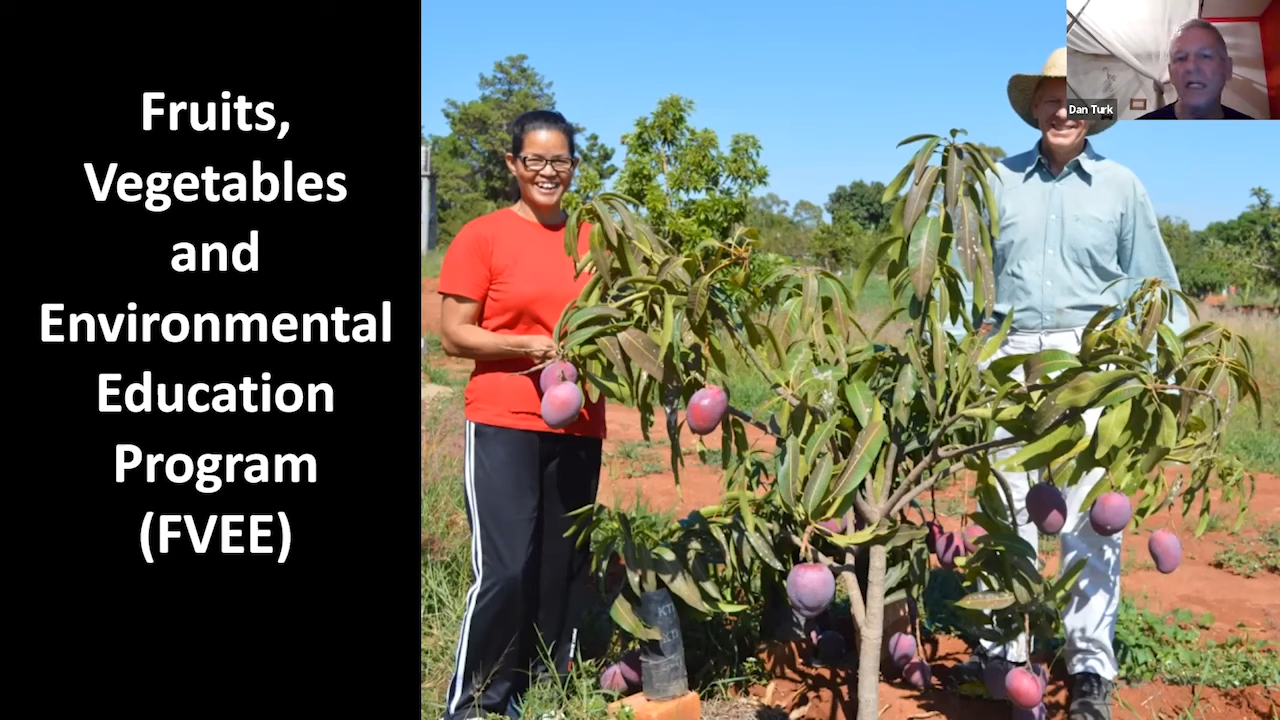 Fruits,
Vegetables
and
Environmental
Education
Program
(FVEE)
Dan Turk